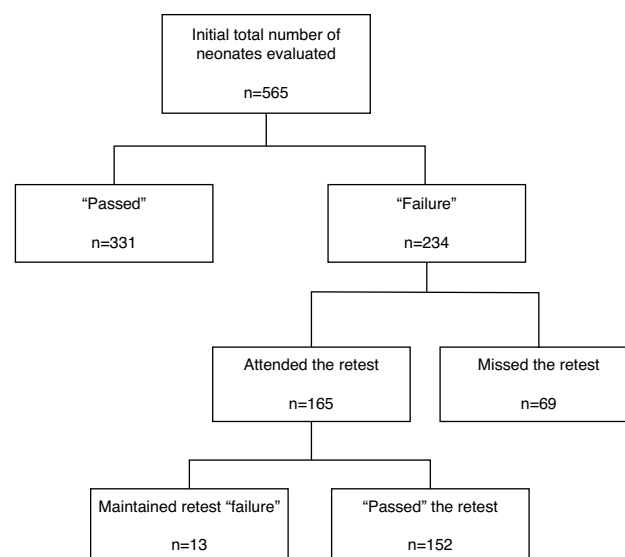 Initial total number of
neonates evaluated
n=565
“Passed”
n=331
“Failure”
n=234
Attended the retest
n=165
Missed the retest
n=69
Maintained retest “failure”
n=13
“Passed” the retest
n=152